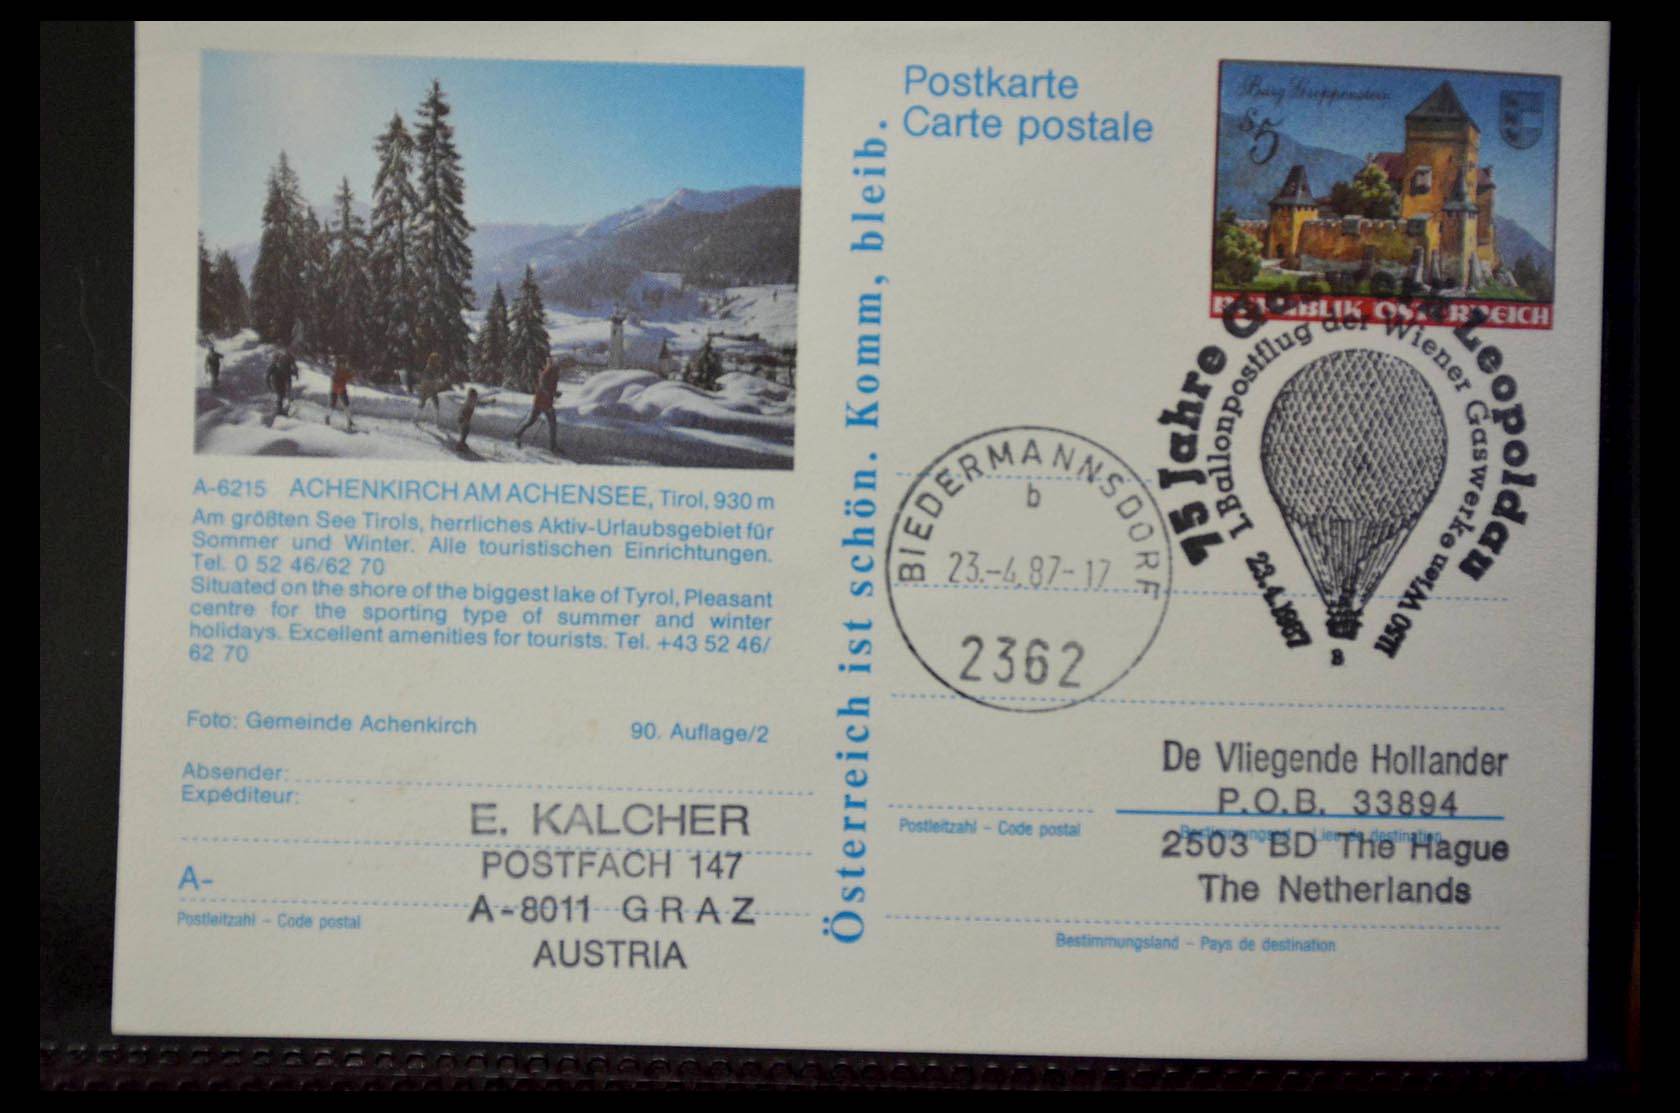 Postkarte
Carte postale
Burg Groppenstein
S 5
REPUBLIK ÖSTERREICH
75 Jahre Leopoldau
1. Ballonpostflug der Wiener Gaswerke
23.4.1987
1150 Wien
B
BIEDERMANNSDORF
b
23.-4.87-17
2362
A-6215 ACHENKIRCH AM ACHENSEE, Tirol, 930 m
Am größten See Tirols, herrliches Aktiv-Urlaubsgebiet für
Sommer und Winter. Alle touristischen Einrichtungen.
Tel. 0 52 46/62 70
Situated on the shore of the biggest lake of Tyrol, Pleasant
centre for the sporting type of summer and winter
holidays. Excellent amenities for tourists. Tel. +43 52 46/
62 70
Foto: Gemeinde Achenkirch 90. Auflage/2
Absender:
Expéditeur:
E. KALCHER
POSTFACH 147
A-
A-8011 GRAZ
AUSTRIA
Postleitzahl – Code postal
Österreich ist schön. Komm, bleib.
De Vliegende Hollander
P.O.B. 33894
Postleitzahl – Code postal
Bestimmungsort – Lieu de destination
2503 BD The Hague
The Netherlands
Bestimmungsland – Pays de destination